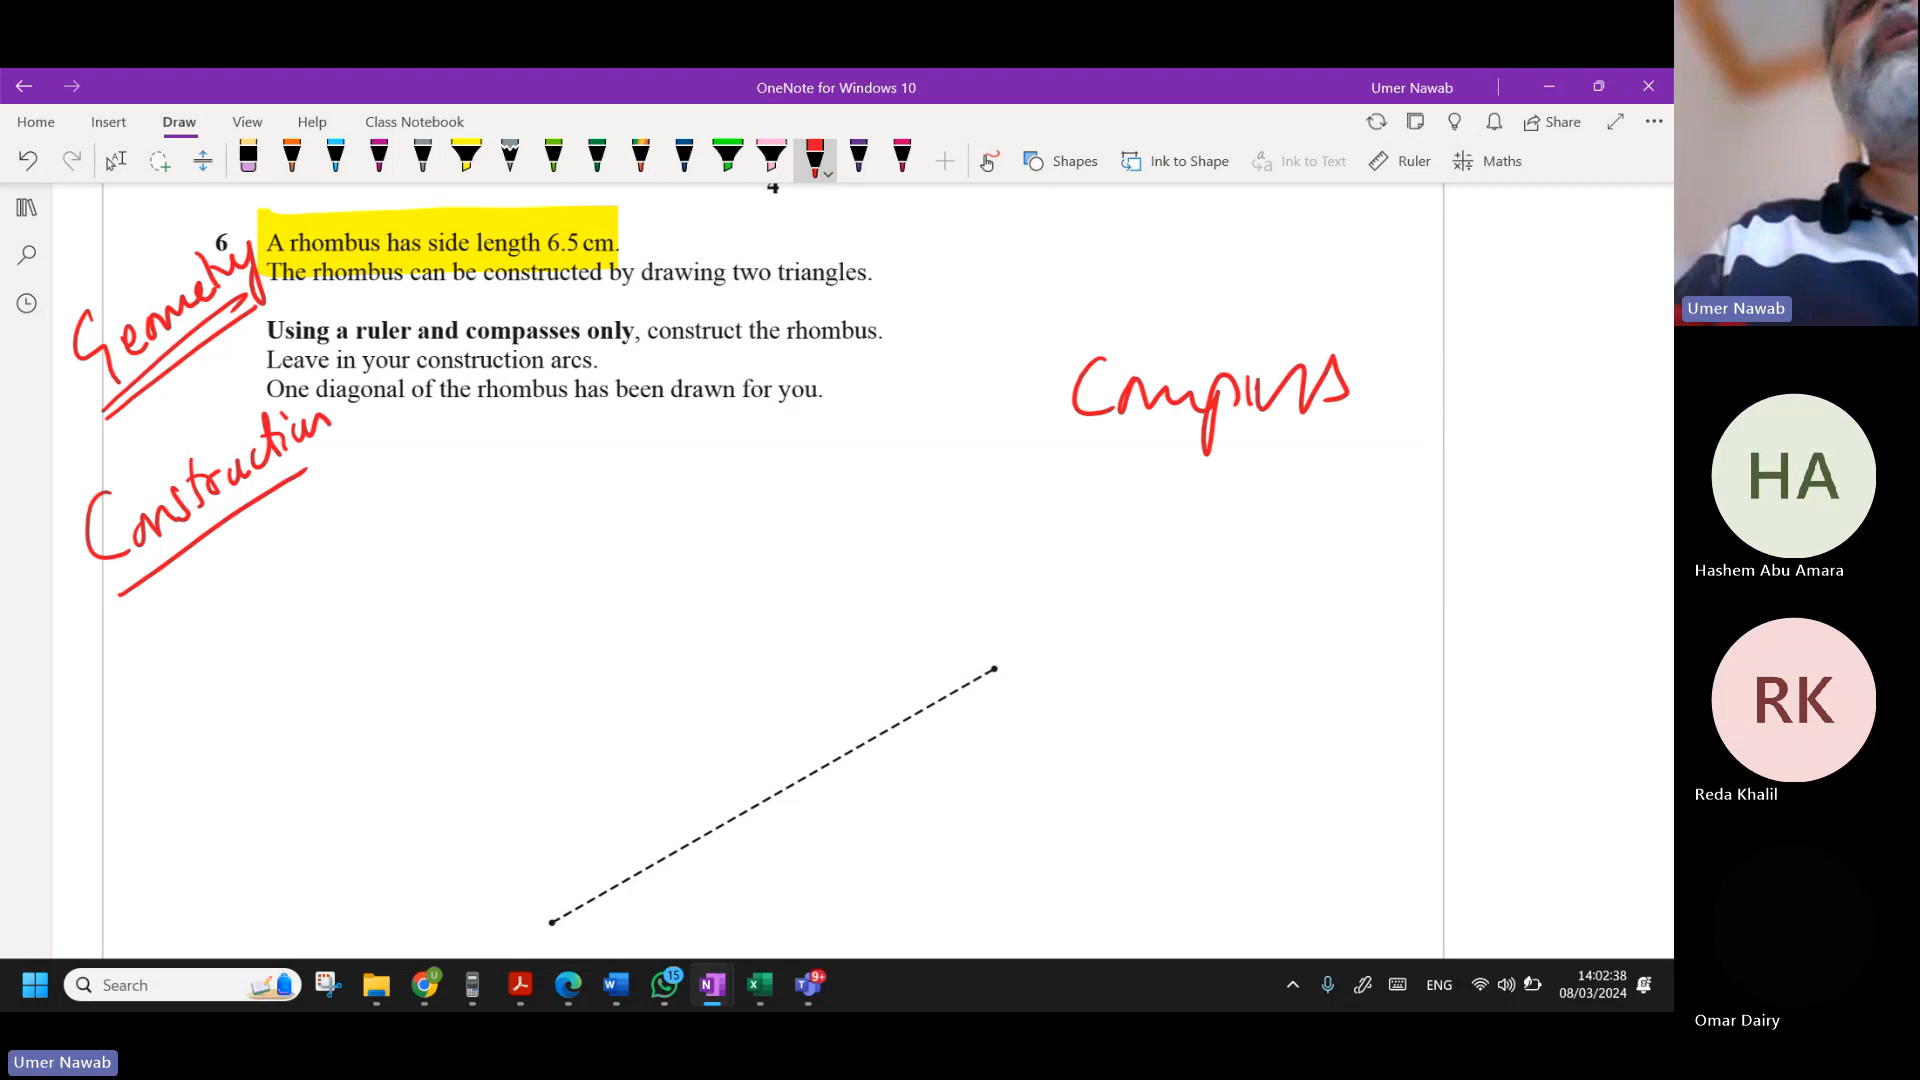 OneNote for Windows 10
Umer Nawab
Home
Insert
Draw
View
Help
Class Notebook
Share
Shapes
Ink to Shape
Ink to Text
Ruler
Maths
4
6 A rhombus has side length 6.5 cm.
The rhombus can be constructed by drawing two triangles.
Geometry
Using a ruler and compasses only, construct the rhombus.
Leave in your construction arcs.
One diagonal of the rhombus has been drawn for you.
Construction
Umer Nawab
HA
Hashem Abu Amara
RK
Reda Khalil
Omar Dairy
Search
U
15
9+
ENG
14:02:38
08/03/2024
Umer Nawab